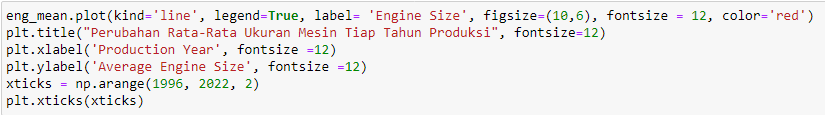 eng_mean.plot(kind='line', legend=True, label= 'Engine Size', figsize=(10,6), fontsize = 12, color='red')
plt.title("Perubahan Rata-Rata Ukuran Mesin Tiap Tahun Produksi", fontsize=12)
plt.xlabel('Production Year', fontsize =12)
plt.ylabel('Average Engine Size', fontsize =12)
xticks = np.arange(1996, 2022, 2)
plt.xticks(xticks)